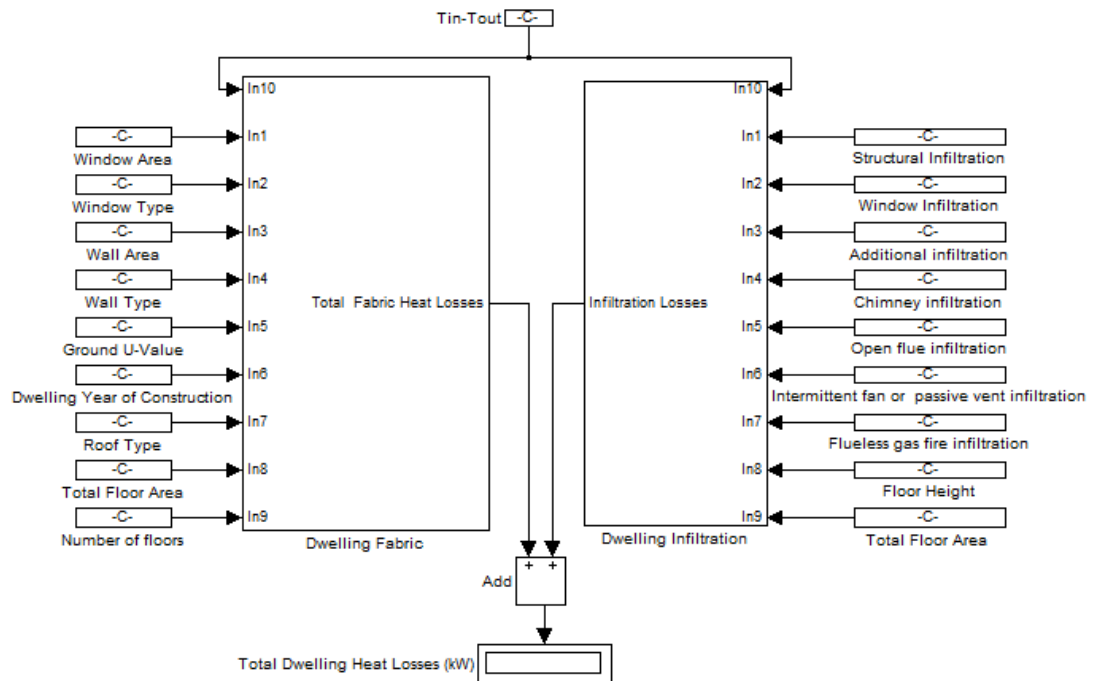 Tin-Tout -C-
In10 In10
-C- In1 In1 -C-
Window Area Structural Infiltration
-C- In2 In2 -C-
Window Type Window Infiltration
-C- In3 In3 -C-
Wall Area Additional infiltration
-C- In4 In4 -C-
Wall Type Total  Fabric Heat Losses Infiltration Losses Chimney infiltration
-C- In5 In5 -C-
Ground U-Value Open flue infiltration
-C- In6 In6 -C-
Dwelling Year of Construction Intermittent fan or  passive vent infiltration
-C- In7 In7 -C-
Roof Type Flueless gas fire infiltration
-C- In8 In8 -C-
Total Floor Area Floor Height
-C- In9 In9 -C-
Number of floors Dwelling Fabric Dwelling Infiltration Total Floor Area
+ +
Add
Total Dwelling Heat Losses (kW)